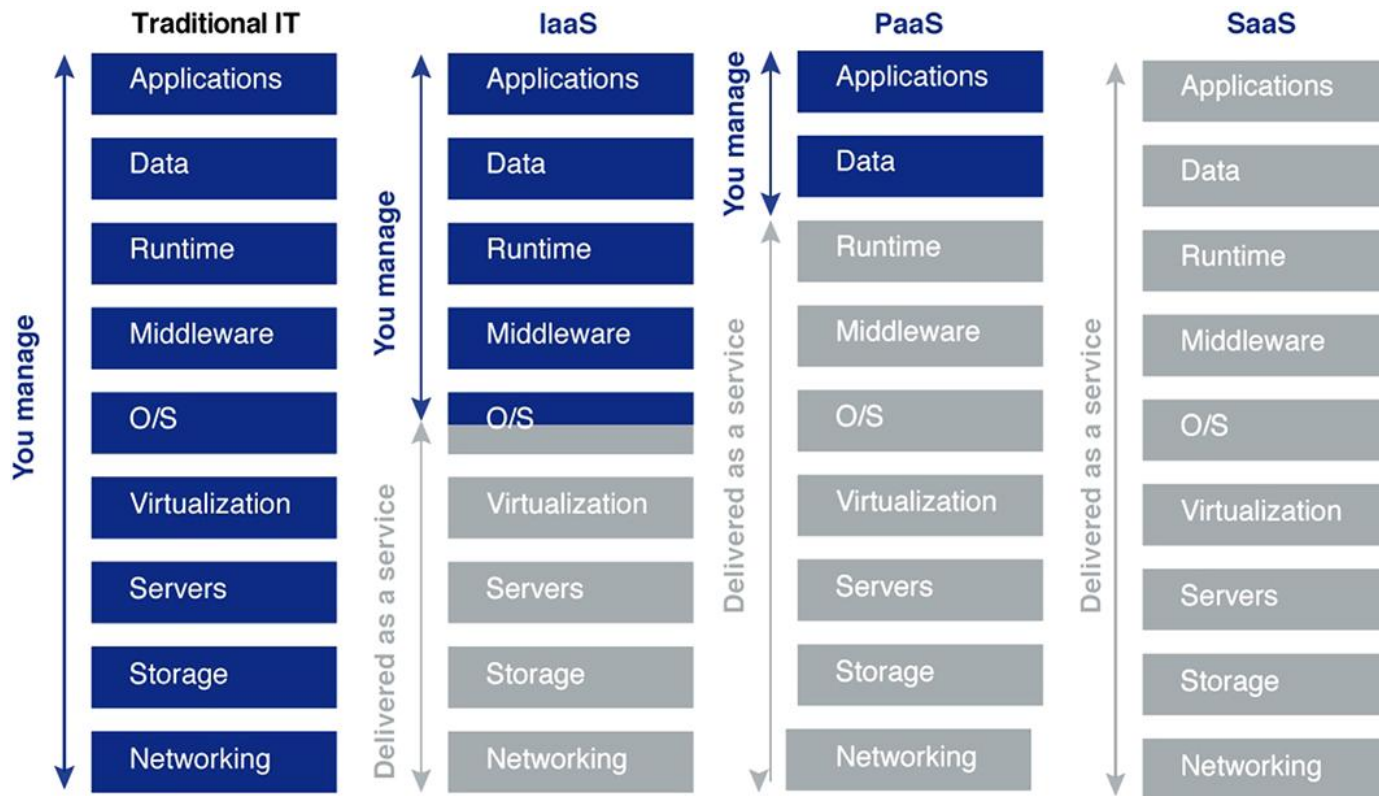 Traditional IT
You manage
Applications
Data
Runtime
Middleware
O/S
Virtualization
Servers
Storage
Networking
IaaS
You manage
Delivered as a service
Applications
Data
Runtime
Middleware
O/S
Virtualization
Servers
Storage
Networking
PaaS
You manage
Delivered as a service
Applications
Data
Runtime
Middleware
O/S
Virtualization
Servers
Storage
Networking
SaaS
Delivered as a service
Applications
Data
Runtime
Middleware
O/S
Virtualization
Servers
Storage
Networking